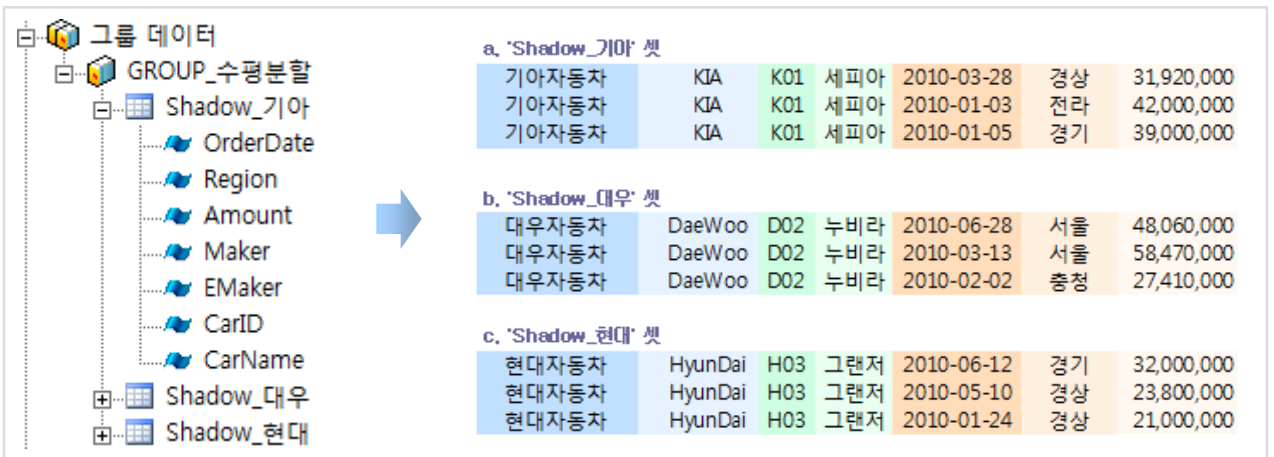 그룹 데이터
GROUP_수평분할
Shadow_기아
OrderDate
Region
Amount
Maker
EMaker
CarID
CarName
Shadow_대우
Shadow_현대
a, 'Shadow_기아' 셋
기아자동차 KIA K01 세피아 2010-03-28 경상 31,920,000
기아자동차 KIA K01 세피아 2010-01-03 전라 42,000,000
기아자동차 KIA K01 세피아 2010-01-05 경기 39,000,000
b, 'Shadow_대우' 셋
대우자동차 DaeWoo D02 누비라 2010-06-28 서울 48,060,000
대우자동차 DaeWoo D02 누비라 2010-03-13 서울 58,470,000
대우자동차 DaeWoo D02 누비라 2010-02-02 충청 27,410,000
c, 'Shadow_현대' 셋
현대자동차 HyunDai H03 그랜저 2010-06-12 경기 32,000,000
현대자동차 HyunDai H03 그랜저 2010-05-10 경상 23,800,000
현대자동차 HyunDai H03 그랜저 2010-01-24 경상 21,000,000